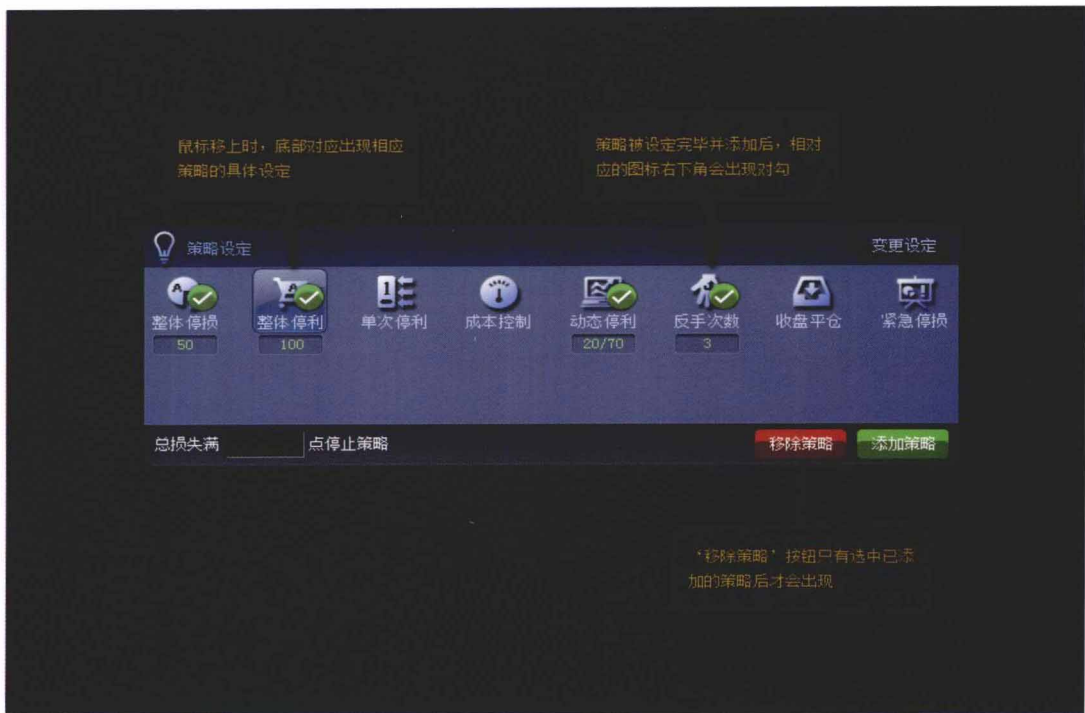 鼠标移上时，底部对应出现相应
策略的具体设定
策略被设定完毕并添加后，相对
应的图标右下角会出现对勾
策略设定
变更设定
整体停损
整体停利
单次停利
成本控制
动态停利
反手次数
收盘平仓
紧急停损
50
100
20/70
3
总损失满
点停止策略
移除策略
添加策略
‘移除策略’按钮只有选中已添
加的策略后才会出现